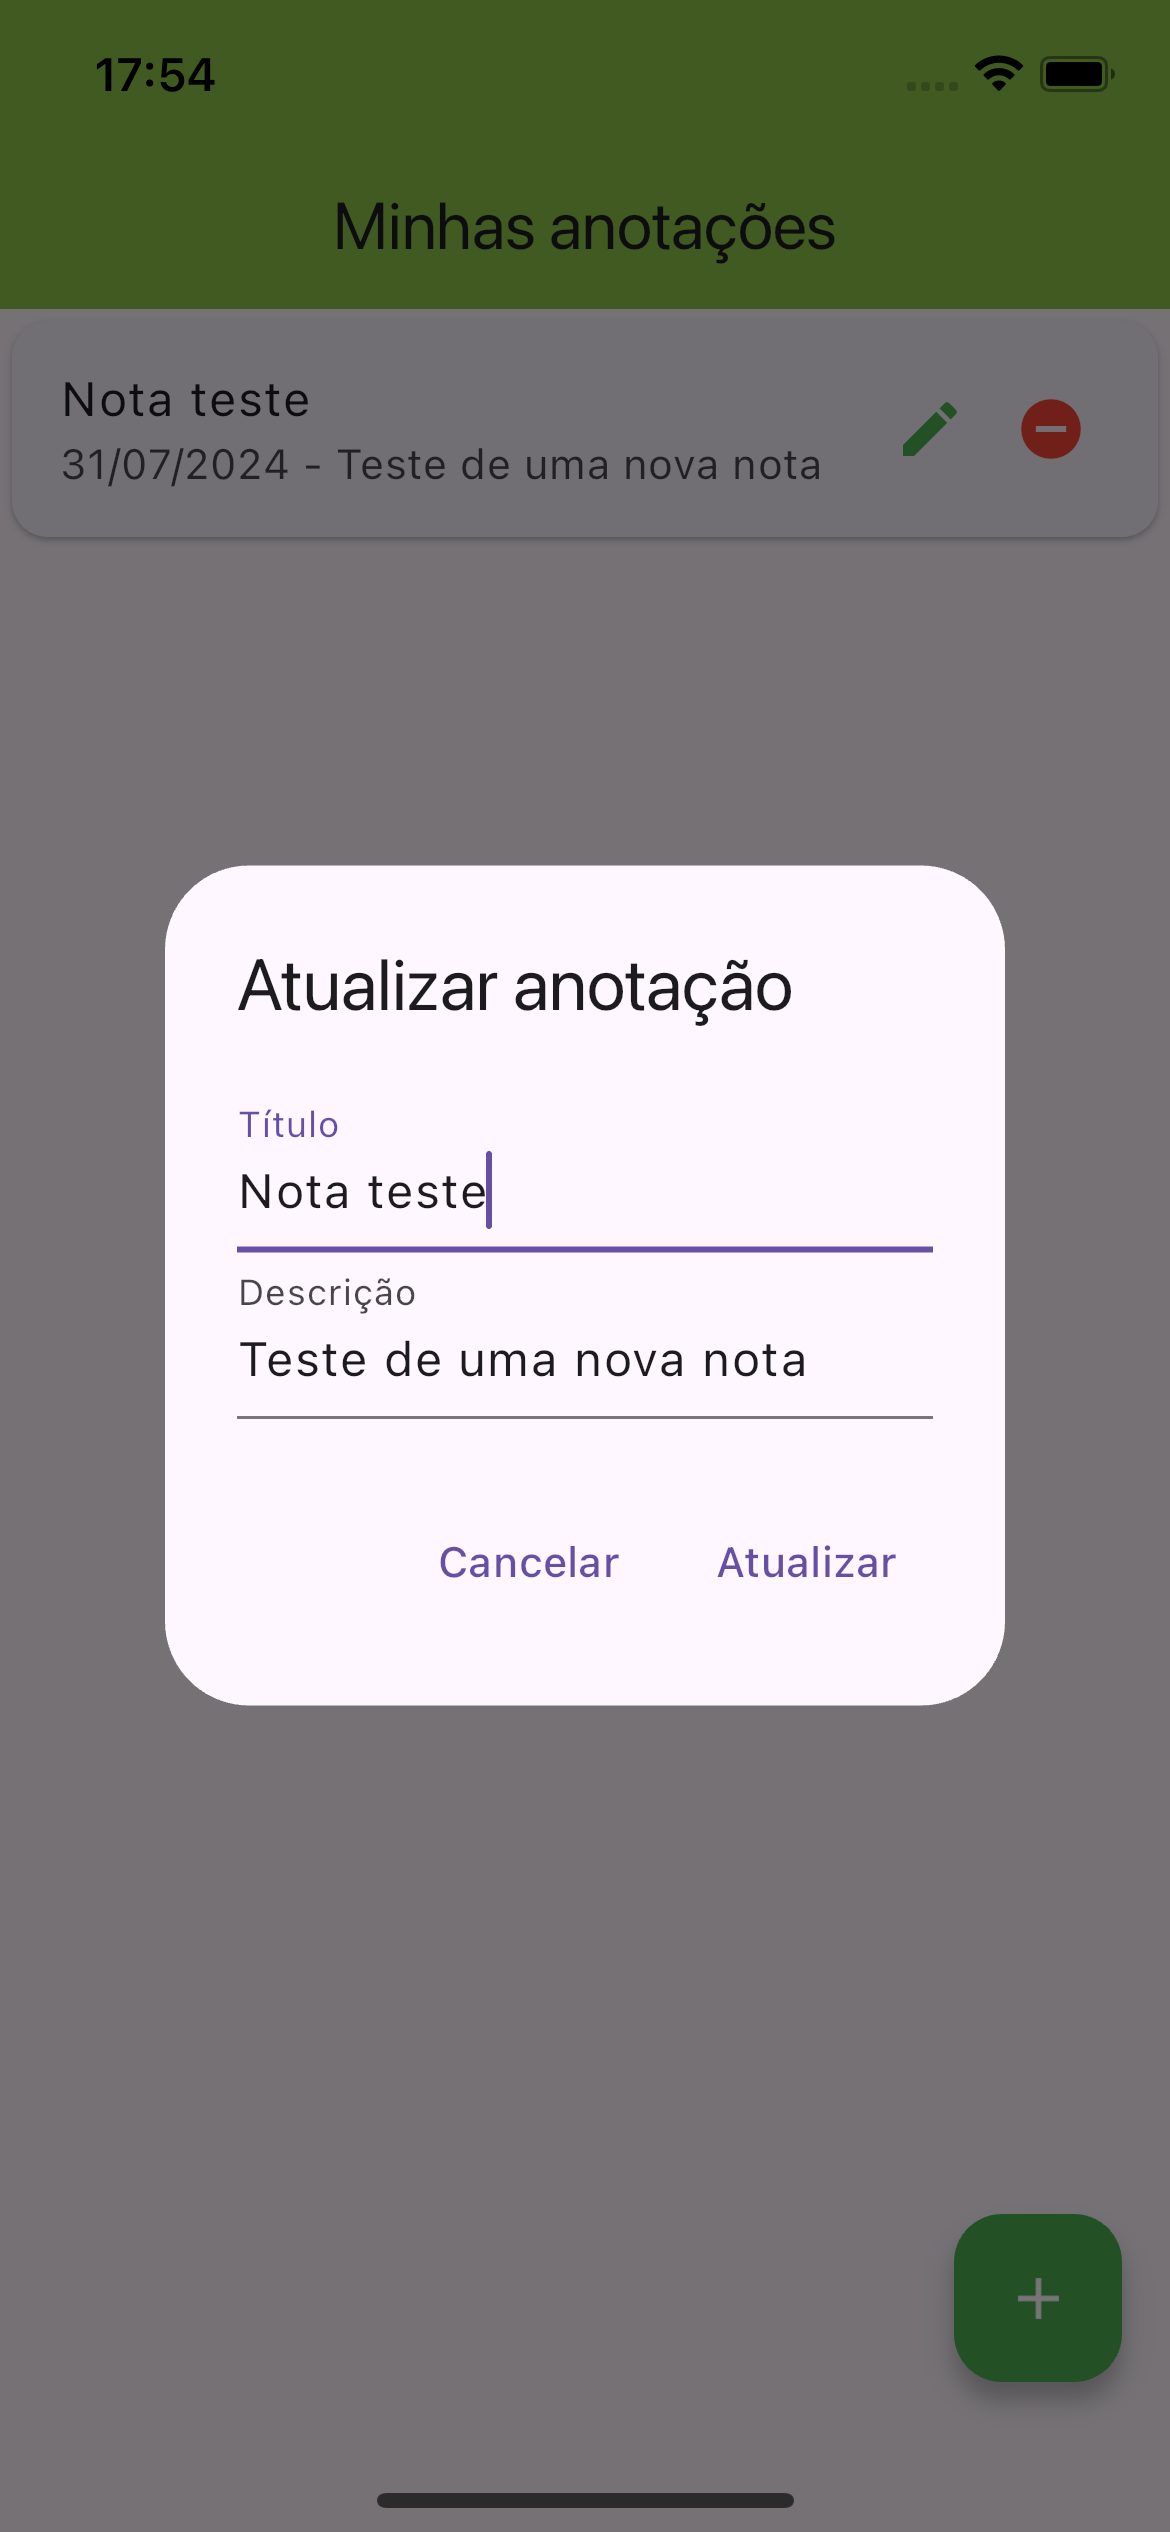 17:54
Minhas anotações
Nota teste
31/07/2024 - Teste de uma nova nota
Atualizar anotação
Título
Nota teste
Descrição
Teste de uma nova nota
Cancelar Atualizar